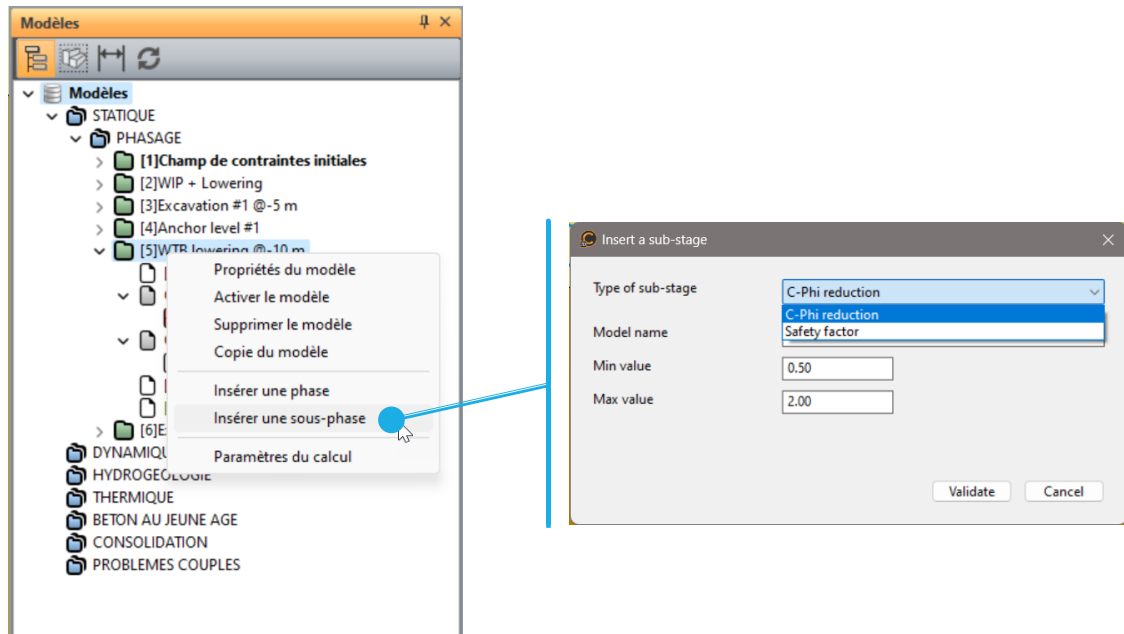 Modèles
Modèles
STATIQUE
PHASAGE
[1]Champ de contraintes initiales
[2]WIP + Lowering
[3]Excavation #1 @-5 m
[4]Anchor level #1
[5]WTB lowering @-10 m
Propriétés du modèle
Activer le modèle
Supprimer le modèle
Copie du modèle
Insérer une phase
Insérer une sous-phase
Paramètres du calcul
[6]E
DYNAMIQU
HYDROGEOLOGIE
THERMIQUE
BETON AU JEUNE AGE
CONSOLIDATION
PROBLEMES COUPLES
Insert a sub-stage
Type of sub-stage
C-Phi reduction
C-Phi reduction
Safety factor
Model name
Min value
0.50
Max value
2.00
Validate
Cancel